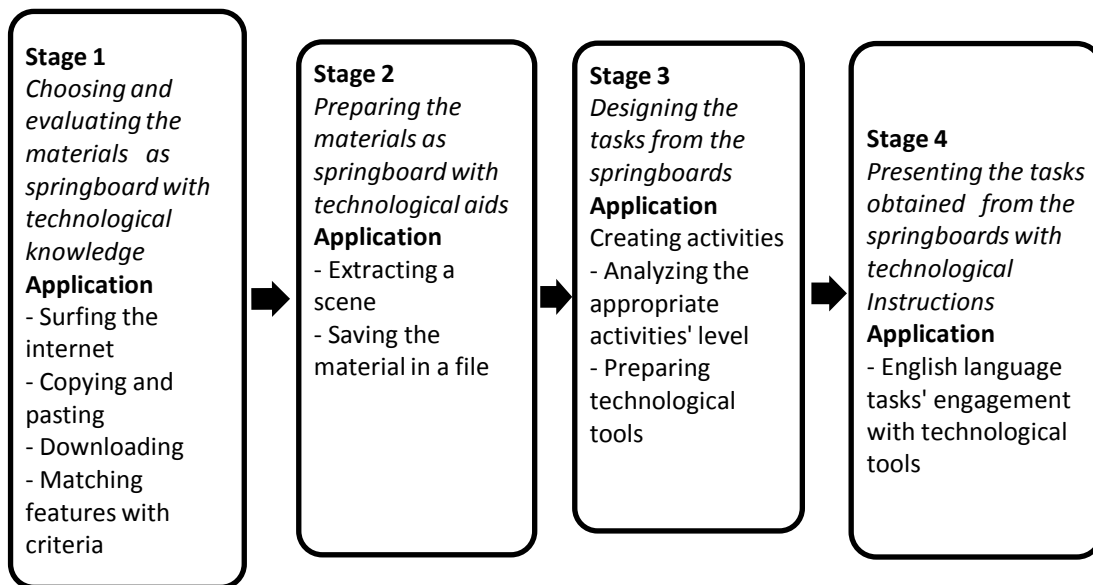 Stage 1
Choosing and
evaluating the
materials as
springboard with
technological
knowledge
Application
- Surfing the
internet
- Copying and
pasting
- Downloading
- Matching
features with
criteria
Stage 2
Preparing the
materials as
springboard with
technological aids
Application
- Extracting a
scene
- Saving the
material in a file
Stage 3
Designing the
tasks from the
springboards
Application
Creating activities
- Analyzing the
appropriate
activities' level
- Preparing
technological
tools
Stage 4
Presenting the tasks
obtained from the
springboards with
technological
Instructions
Application
- English language
tasks' engagement
with technological
tools